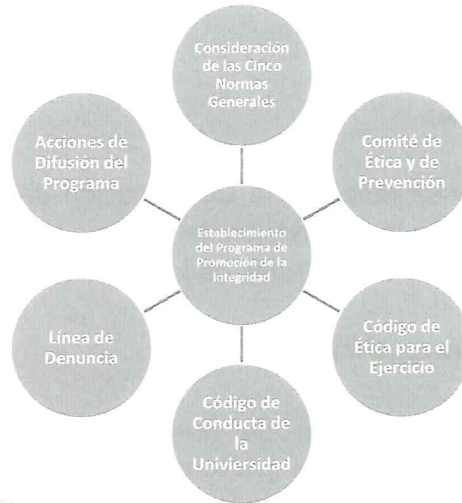 Consideración
de las Cinco
Normas
Generales
Acciones de
Difusión del
Programa
Comité de
Ética y de
Prevención
Establecimiento
del Programa de
Promoción de la
Integridad
Línea de
Denuncia
Código de
Ética para el
Ejercicio
Código de
Conducta de
la
Univiersidad